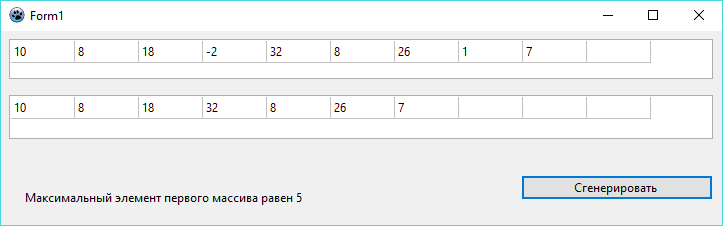 Form1
10 8 18 -2 32 8 26 1 7
10 8 18 32 8 26 7
Сгенерировать
Максимальный элемент первого массива равен 5